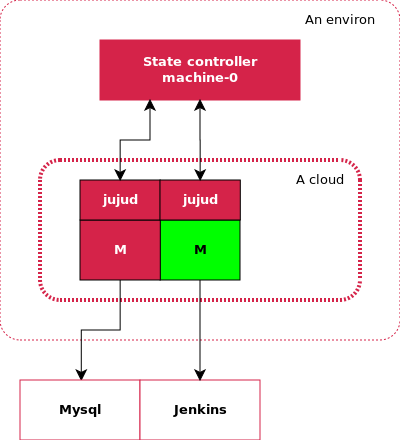 An environ
State controller
machine-0
A cloud
jujud
jujud
M
M
Mysql
Jenkins